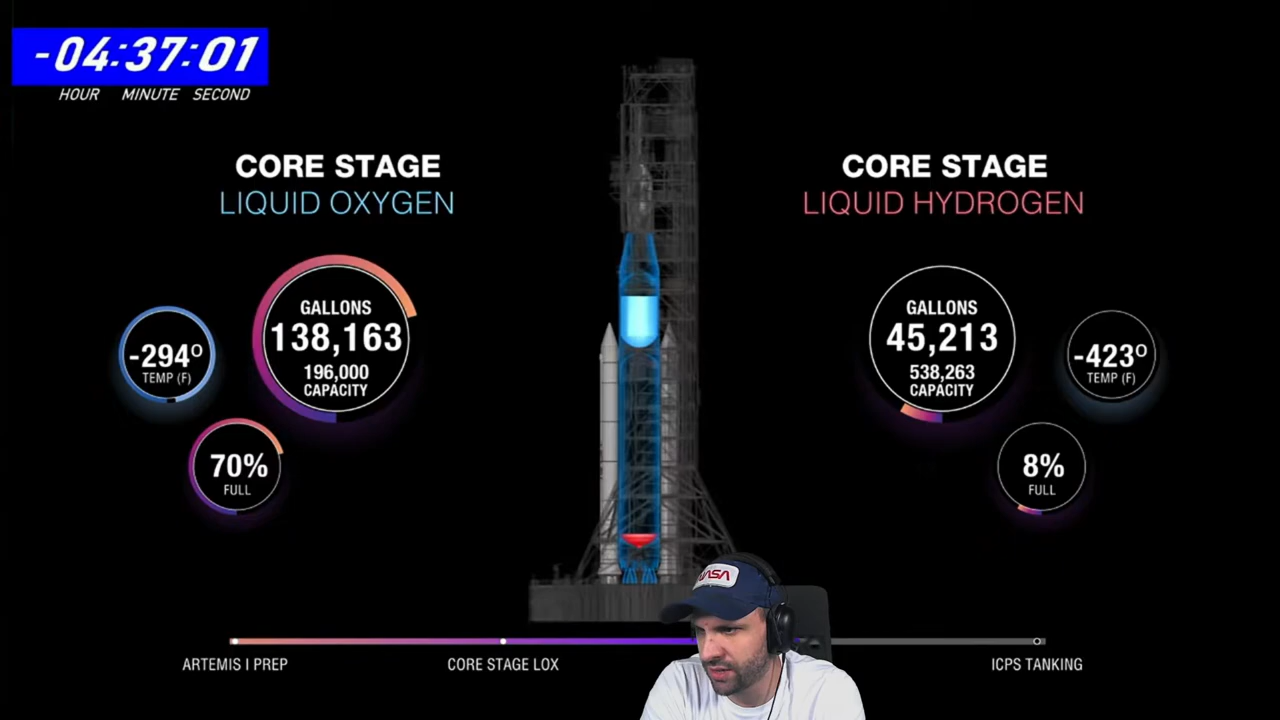 -04:37:01
HOUR MINUTE SECOND
CORE STAGE
LIQUID OXYGEN
GALLONS
138,163
196,000
CAPACITY
-294º
TEMP (F)
70%
FULL
CORE STAGE
LIQUID HYDROGEN
GALLONS
45,213
538,263
CAPACITY
-423º
TEMP (F)
8%
FULL
NASA
ARTEMIS I PREP
CORE STAGE LOX
ICPS TANKING